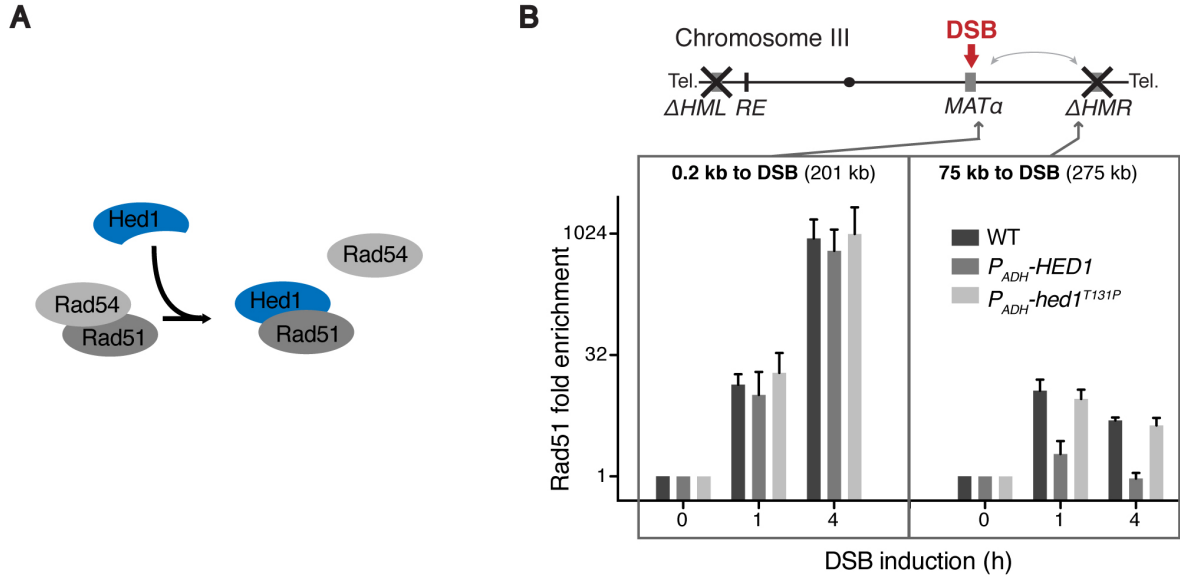 A
Hed1
Rad54
Rad54
Rad51
Hed1
Rad51
B
Chromosome III
DSB
Tel.
Tel.
ΔHML RE
MATα
ΔHMR
0.2 kb to DSB (201 kb)
75 kb to DSB (275 kb)
Rad51 fold enrichment
1024
32
1
WT
PADH-HED1
PADH-hed1T131P
0
1
4
0
1
4
DSB induction (h)